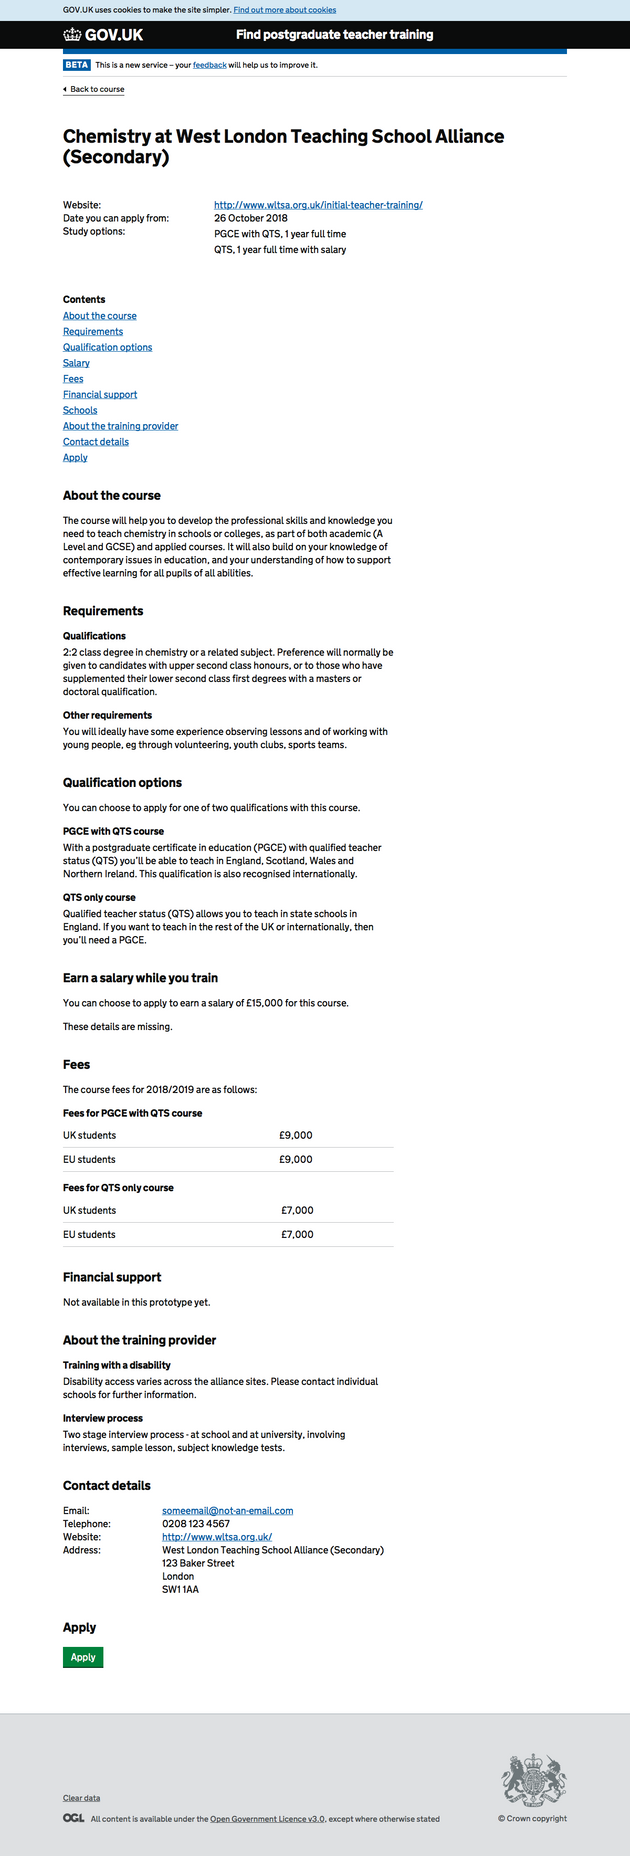 GOV.UK uses cookies to make the site simpler. Find out more about cookies
GOV.UK Find postgraduate teacher training
BETA This is a new service – your feedback will help us to improve it.
Back to course
Chemistry at West London Teaching School Alliance
(Secondary)
Website: http://www.wltsa.org.uk/initial-teacher-training/
Date you can apply from: 26 October 2018
Study options: PGCE with QTS, 1 year full time
QTS, 1 year full time with salary
Contents
About the course
Requirements
Qualification options
Salary
Fees
Financial support
Schools
About the training provider
Contact details
Apply
About the course
The course will help you to develop the professional skills and knowledge you
need to teach chemistry in schools or colleges, as part of both academic (A
Level and GCSE) and applied courses. It will also build on your knowledge of
contemporary issues in education, and your understanding of how to support
effective learning for all pupils of all abilities.
Requirements
Qualifications
2:2 class degree in chemistry or a related subject. Preference will normally be
given to candidates with upper second class honours, or to those who have
supplemented their lower second class first degrees with a masters or
doctoral qualification.
Other requirements
You will ideally have some experience observing lessons and of working with
young people, eg through volunteering, youth clubs, sports teams.
Qualification options
You can choose to apply for one of two qualifications with this course.
PGCE with QTS course
With a postgraduate certificate in education (PGCE) with qualified teacher
status (QTS) you'll be able to teach in England, Scotland, Wales and
Northern Ireland. This qualification is also recognised internationally.
QTS only course
Qualified teacher status (QTS) allows you to teach in state schools in
England. If you want to teach in the rest of the UK or internationally, then
you'll need a PGCE.
Earn a salary while you train
You can choose to apply to earn a salary of £15,000 for this course.
These details are missing.
Fees
The course fees for 2018/2019 are as follows:
Fees for PGCE with QTS course
UK students £9,000
EU students £9,000
Fees for QTS only course
UK students £7,000
EU students £7,000
Financial support
Not available in this prototype yet.
About the training provider
Training with a disability
Disability access varies across the alliance sites. Please contact individual
schools for further information.
Interview process
Two stage interview process - at school and at university, involving
interviews, sample lesson, subject knowledge tests.
Contact details
Email: someemail@not-an-email.com
Telephone: 0208 123 4567
Website: http://www.wltsa.org.uk/
Address: West London Teaching School Alliance (Secondary)
123 Baker Street
London
SW1 1AA
Apply
Apply
Clear data
OGL All content is available under the Open Government Licence v3.0, except where otherwise stated
© Crown copyright